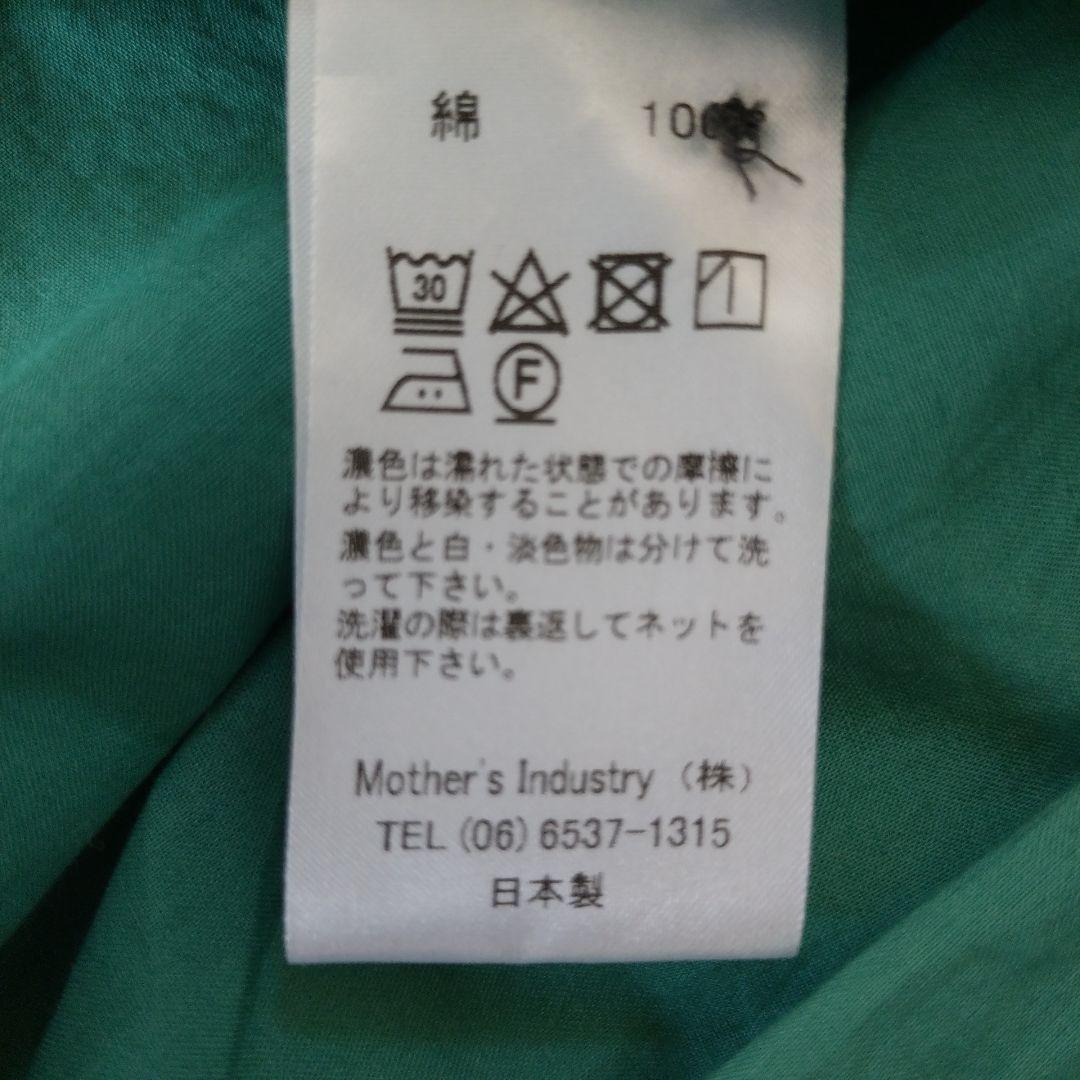 綿 100
30
F
濃色は濡れた状態での摩擦に
より移染することがあります。
濃色と白・淡色物は分けて洗
って下さい。
洗濯の際は裏返してネットを
使用下さい。
Mother's Industry（株）
TEL(06)6537-1315
日本製